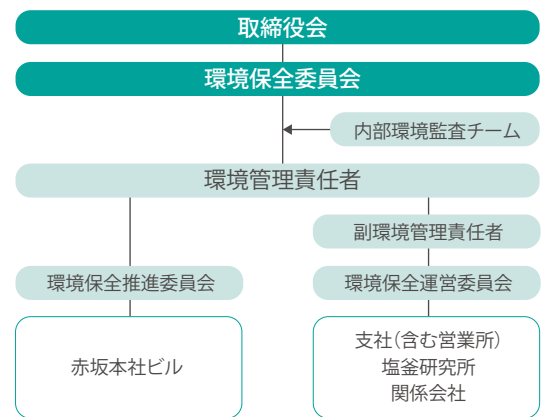 取締役会
環境保全委員会
内部環境監査チーム
環境管理責任者
副環境管理責任者
環境保全推進委員会
環境保全運営委員会
赤坂本社ビル
支社(含む営業所)
塩釜研究所
関係会社